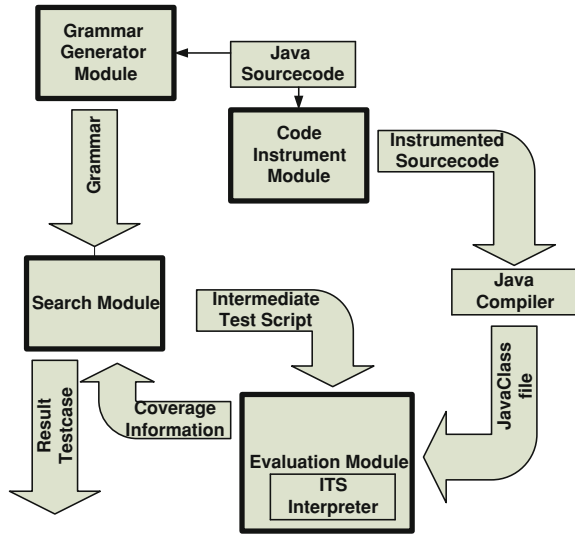 Grammar
Generator
Module
Java
Sourcecode
Code
Instrument
Module
Instrumented
Sourcecode
Grammar
Java
Compiler
Search Module
Intermediate
Test Script
JavaClass
file
Result
Testcase
Coverage
Information
Evaluation Module
ITS
Interpreter